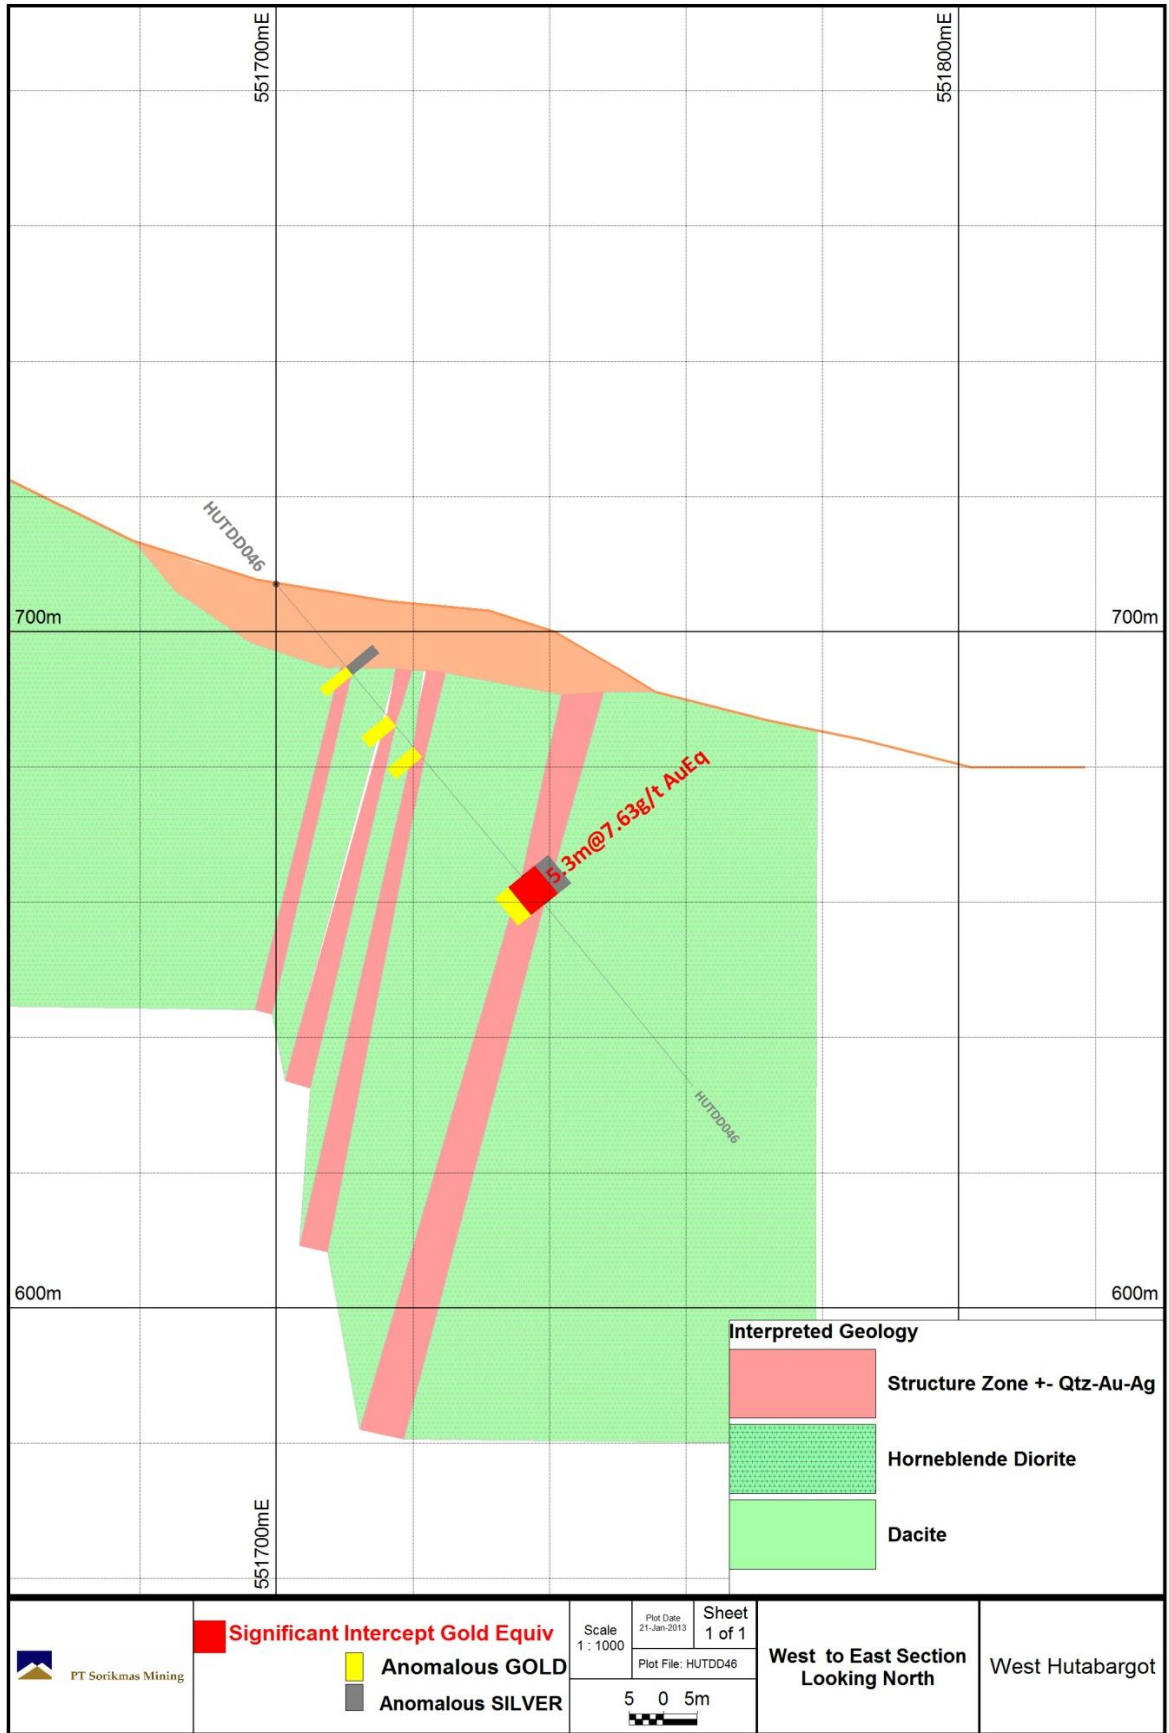 551700mE
551800mE
HUTDD046
700m
700m
5.3m@7.63g/t AuEq
HUTDD046
600m
600m
551700mE
Interpreted Geology
Structure Zone +- Qtz-Au-Ag
Horneblende Diorite
Dacite
PT Sorikmas Mining
Significant Intercept Gold Equiv
Anomalous GOLD
Anomalous SILVER
Scale
1 : 1000
Plot Date
21-Jan-2013
Sheet
1 of 1
Plot File: HUTDD46
5 0 5m
West to East Section
Looking North
West Hutabargot